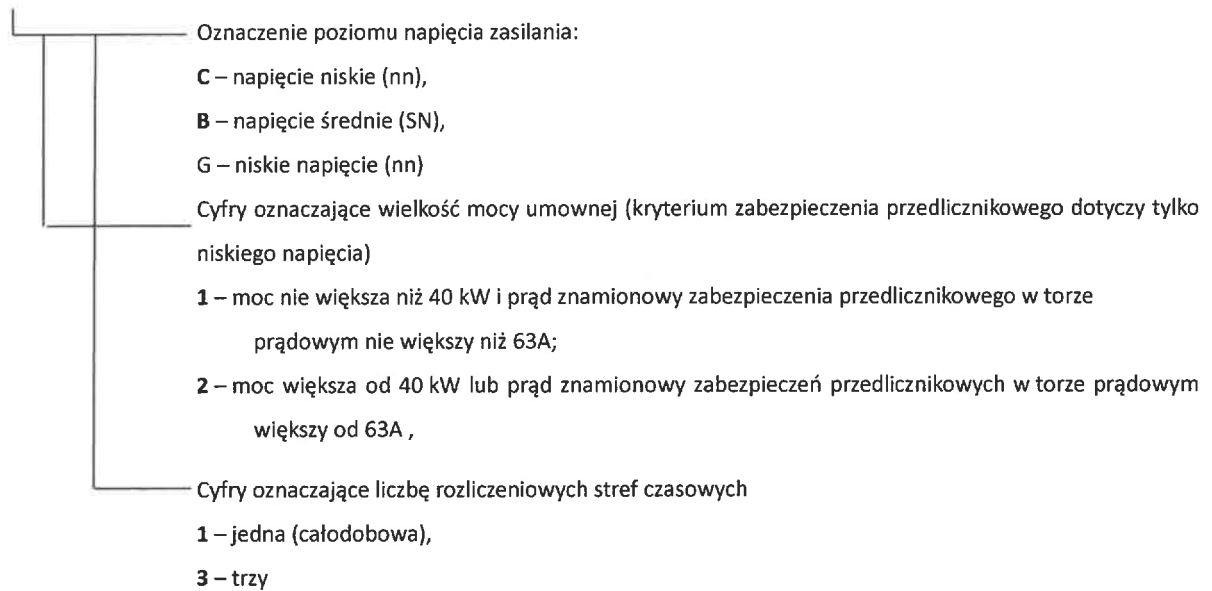 Oznaczenie poziomu napięcia zasilania:
C – napięcie niskie (nn),
B – napięcie średnie (SN),
G – niskie napięcie (nn)
Cyfry oznaczające wielkość mocy umownej (kryterium zabezpieczenia przedlicznikowego dotyczy tylko
niskiego napięcia)
1 – moc nie większa niż 40 kW i prąd znamionowy zabezpieczenia przedlicznikowego w torze
prądowym nie większy niż 63A;
2 – moc większa od 40 kW lub prąd znamionowy zabezpieczeń przedlicznikowych w torze prądowym
większy od 63A ,
Cyfry oznaczające liczbę rozliczeniowych stref czasowych
1 – jedna (całodobowa),
3 – trzy